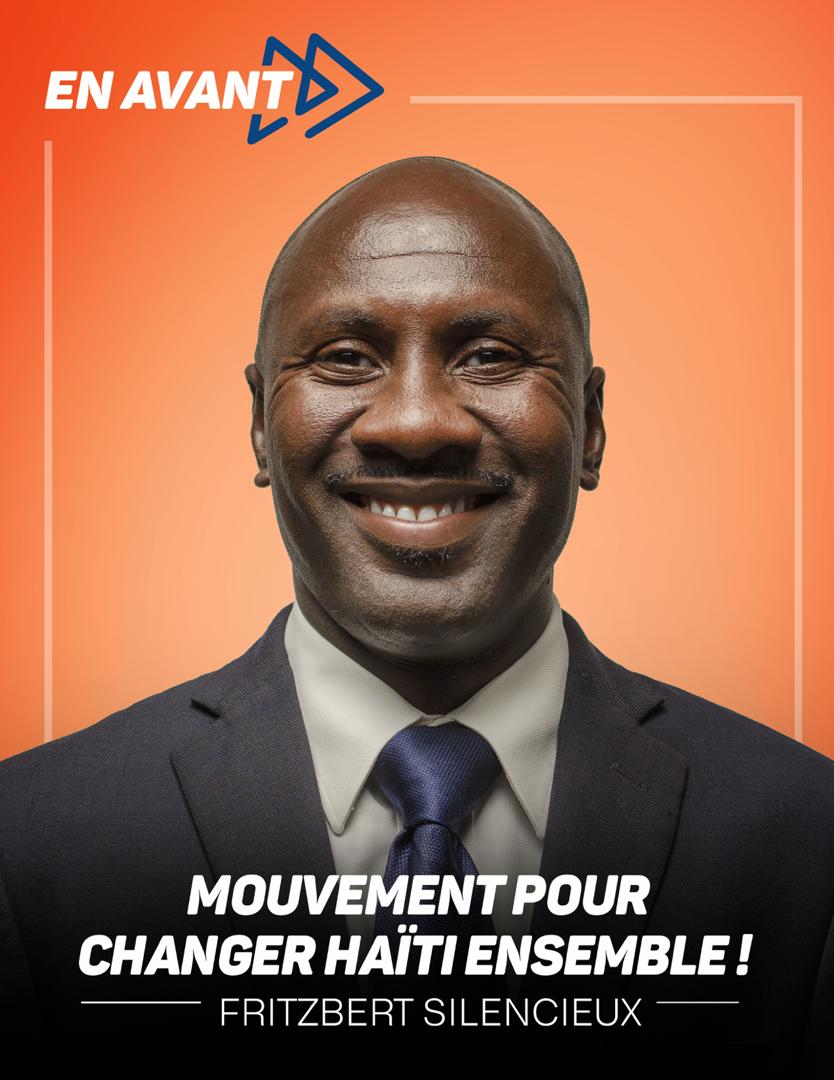 EN AVANT
MOUVEMENT POUR
CHANGER HAÏTI ENSEMBLE !
FRITZBERT SILENCIEUX